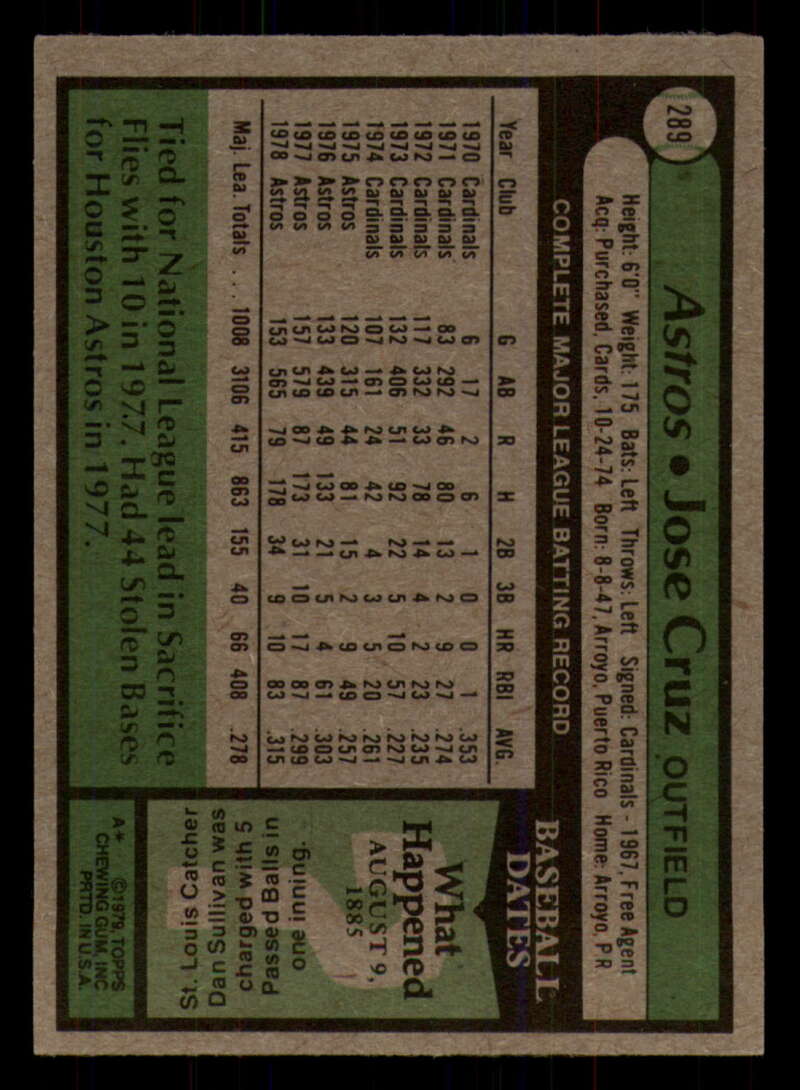 289
Astros • Jose Cruz OUTFIELD
Height: 6'0" Weight: 175 Bats: Left Throws: Left Signed: Cardinals - 1967, Free Agent
Acq: Purchased, Cards, 10-24-74 Born: 8-8-47, Arroyo, Puerto Rico Home: Arroyo, P R
COMPLETE MAJOR LEAGUE BATTING RECORD
Year Club G AB R H 2B 3B HR RBI AVG.
1970 Cardinals 6 17 2 6 1 0 0 1 .353
1971 Cardinals 83 292 46 80 13 2 9 27 .274
1972 Cardinals 117 332 33 78 14 4 2 23 .235
1973 Cardinals 132 406 51 92 22 5 10 57 .227
1974 Cardinals 107 161 24 42 4 3 5 20 .261
1975 Astros 120 315 44 81 15 2 9 49 .257
1976 Astros 133 439 49 133 21 5 4 61 .303
1977 Astros 157 579 87 173 31 10 17 87 .299
1978 Astros 153 565 79 178 34 9 10 83 .315
Maj. Lea. Totals . . . 1008 3106 415 863 155 40 66 408 .278
Tied for National League lead in Sacrifice
Flies with 10 in 1977. Had 44 Stolen Bases
for Houston Astros in 1977.
BASEBALL
DATES
What
Happened
AUGUST 9,
1885
St. Louis Catcher
Dan Sullivan was
charged with 5
Passed Balls in
one inning.
A** ©1979, TOPPS
CHEWING GUM, INC
PRTD. IN U.S.A.